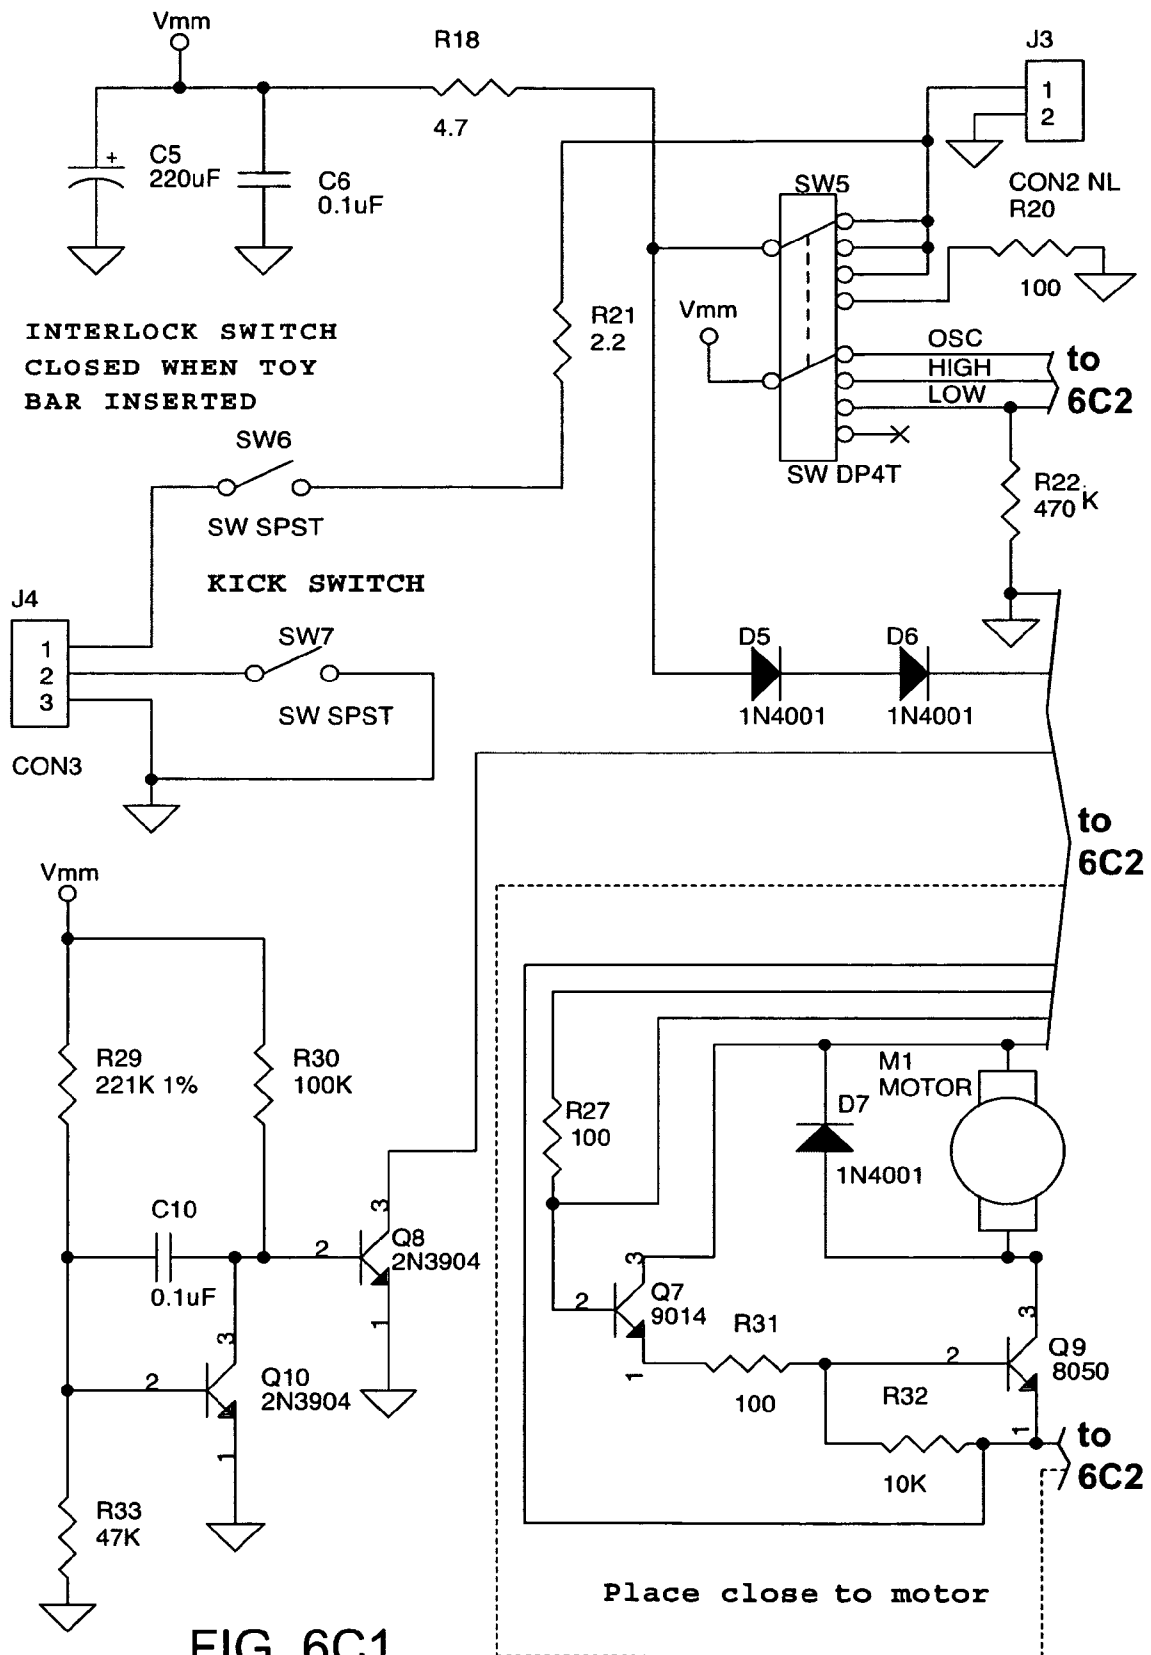 Vmm
R18
J3
1
2
4.7
+
C5
220uF
C6
0.1uF
SW5
CON2 NL
R20
100
INTERLOCK SWITCH
CLOSED WHEN TOY
BAR INSERTED
R21
2.2
Vmm
OSC
HIGH
LOW
to
6C2
SW6
SW SPST
SW DP4T
R22
470 K
KICK SWITCH
J4
1
2
3
CON3
SW7
SW SPST
D5
1N4001
D6
1N4001
to
6C2
Vmm
R29
221K 1%
R30
100K
M1
MOTOR
D7
1N4001
R27
100
C10
0.1uF
2
3
Q8
2N3904
1
3
2
Q10
2N3904
1
2
3
Q7
9014
1
R31
100
2
3
Q9
8050
1
R32
10K
to
6C2
R33
47K
Place close to motor
FIG. 6C1